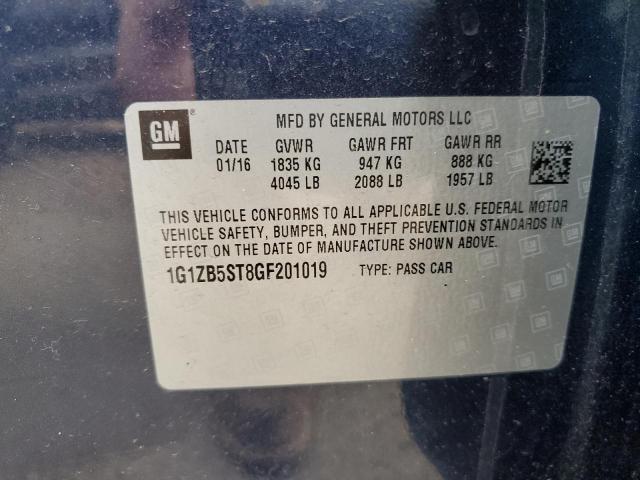 GM
MFD BY GENERAL MOTORS LLC
DATE GVWR GAWR FRT GAWR RR
01/16 1835 KG 947 KG 888 KG
4045 LB 2088 LB 1957 LB
THIS VEHICLE CONFORMS TO ALL APPLICABLE U.S. FEDERAL MOTOR
VEHICLE SAFETY, BUMPER, AND THEFT PREVENTION STANDARDS IN
EFFECT ON THE DATE OF MANUFACTURE SHOWN ABOVE.
1G1ZB5ST8GF201019 TYPE: PASS CAR